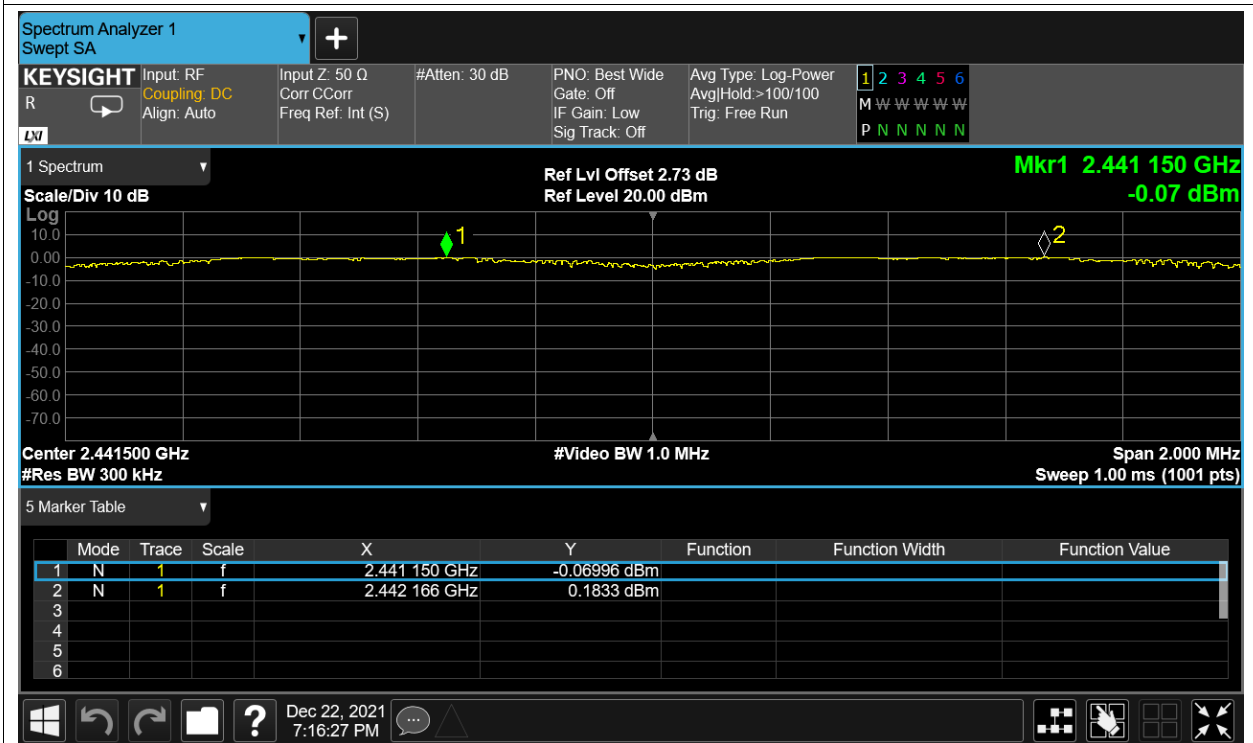 Spectrum Analyzer 1
Swept SA
+
KEYSIGHT Input: RF Input Z: 50 Ω #Atten: 30 dB PNO: Best Wide Avg Type: Log-Power 1 2 3 4 5 6
R Coupling: DC Corr CCorr Gate: Off Avg|Hold:>100/100 M W W W W W
Align: Auto Freq Ref: Int (S) IF Gain: Low Trig: Free Run
LXI Sig Track: Off P N N N N N
1 Spectrum
Ref Lvl Offset 2.73 dB Mkr1 2.441 150 GHz
Scale/Div 10 dB Ref Level 20.00 dBm -0.07 dBm
Log
10.0
1
2
0.00
-10.0
-20.0
-30.0
-40.0
-50.0
-60.0
-70.0
Center 2.441500 GHz #Video BW 1.0 MHz Span 2.000 MHz
#Res BW 300 kHz Sweep 1.00 ms (1001 pts)
5 Marker Table
Mode Trace Scale X Y Function Function Width Function Value
1 N 1 f 2.441 150 GHz -0.06996 dBm
2 N 1 f 2.442 166 GHz 0.1833 dBm
3
4
5
6
? Dec 22, 2021
7:16:27 PM